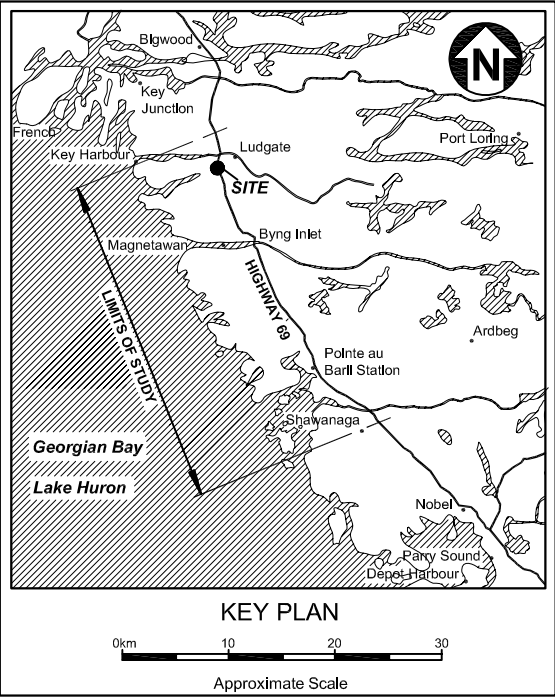 Bigwood
N
Key
Junction
French
Port Loring
Key Harbour
Ludgate
SITE
Magnetawan
Byng Inlet
HIGHWAY 69
LIMITS OF STUDY
Ardbeg
Pointe au
Baril Station
Shawanaga
Georgian Bay
Lake Huron
Nobel
Parry Sound
Depot Harbour
KEY PLAN
0km 10 20 30
Approximate Scale